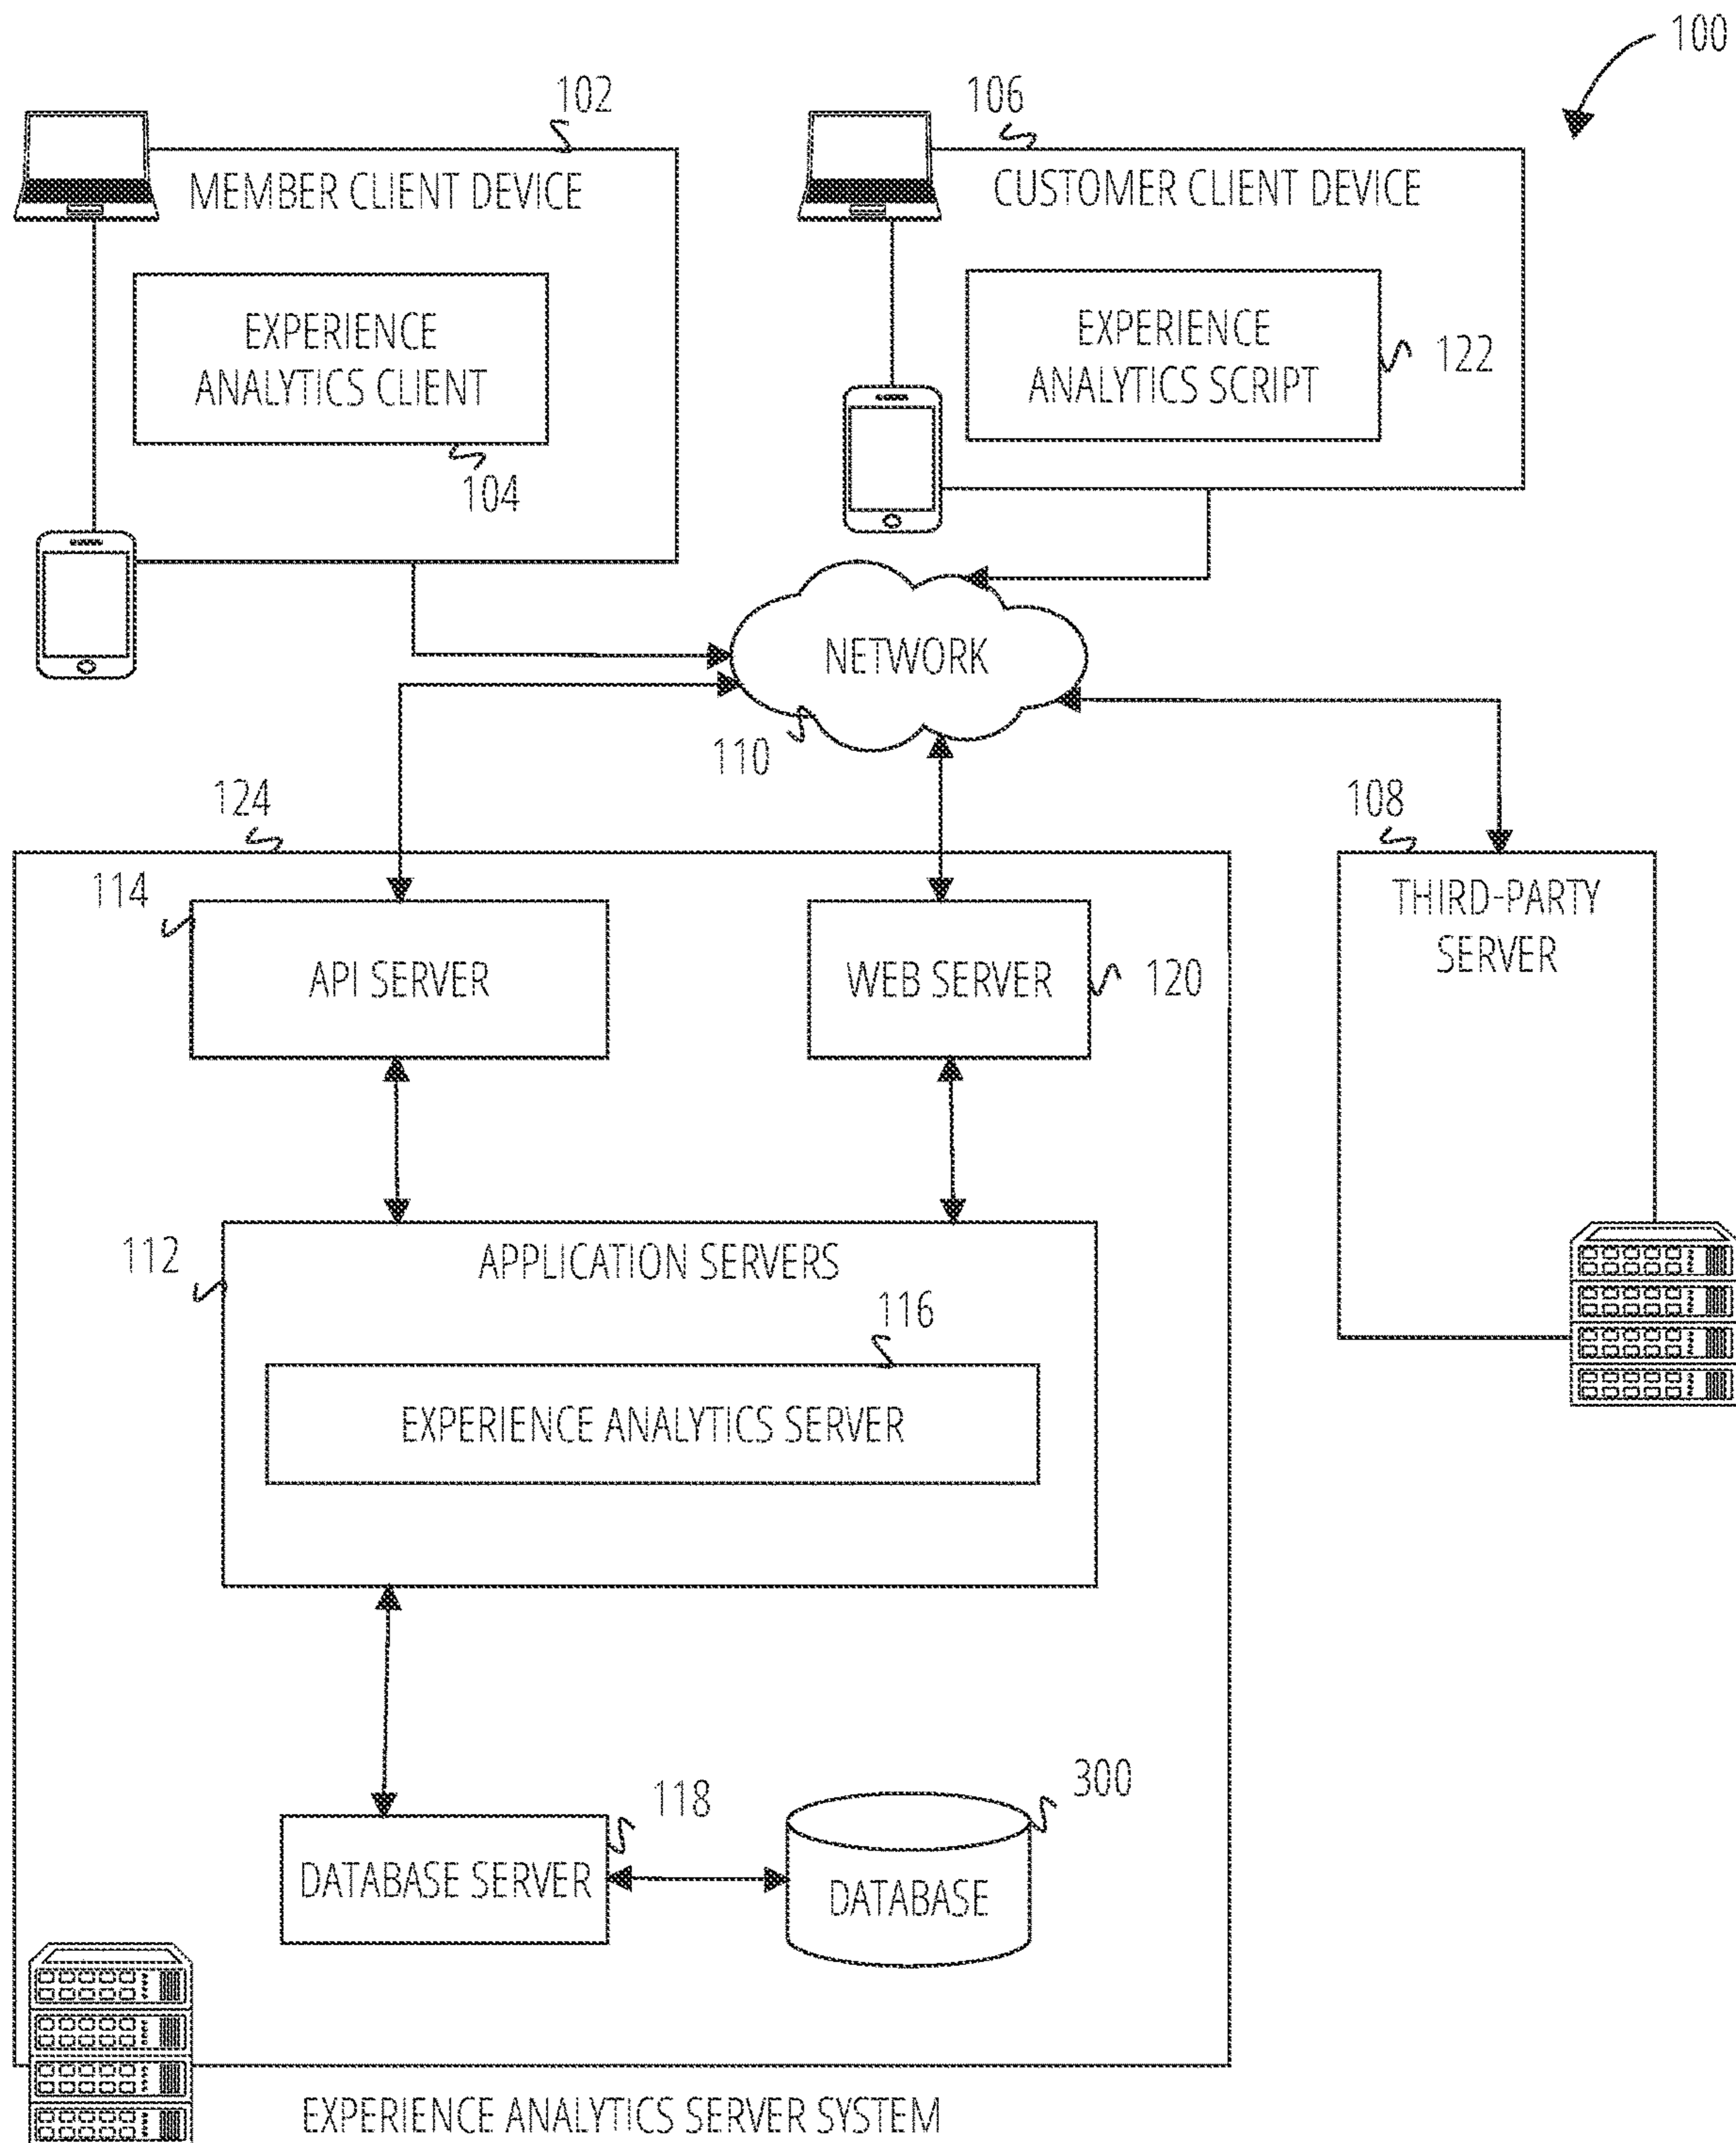 100
102
106
MEMBER CLIENT DEVICE
CUSTOMER CLIENT DEVICE
EXPERIENCE
ANALYTICS CLIENT
104
EXPERIENCE
ANALYTICS SCRIPT
122
NETWORK
110
124
108
114
API SERVER
WEB SERVER
120
THIRD-PARTY
SERVER
112
APPLICATION SERVERS
116
EXPERIENCE ANALYTICS SERVER
118
300
DATABASE SERVER
DATABASE
EXPERIENCE ANALYTICS SERVER SYSTEM